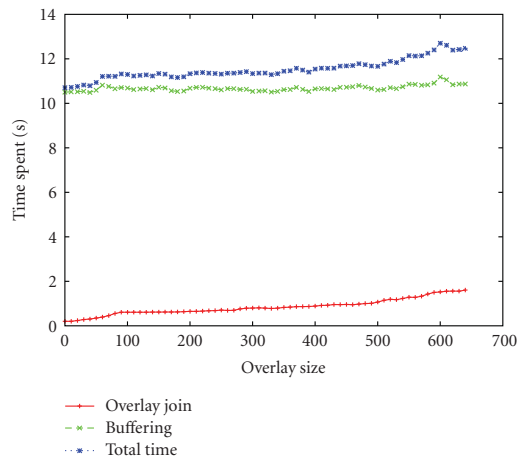 14
12
10
8
6
4
2
0
Time spent (s)
0 100 200 300 400 500 600 700
Overlay size
Overlay join
Buffering
Total time